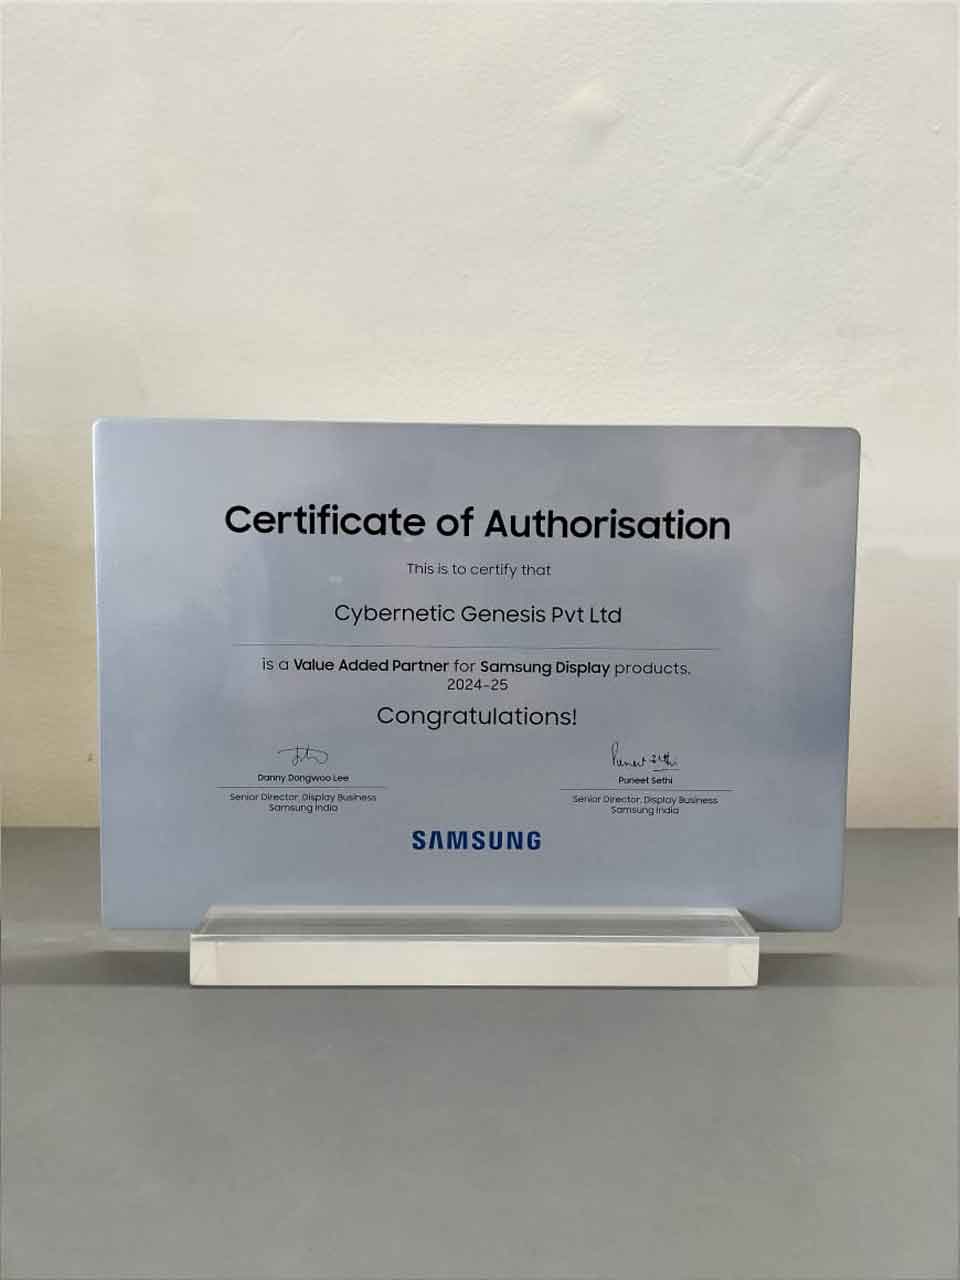 Certificate of Authorisation
This is to certify that
Cybernetic Genesis Pvt Ltd
is a Value Added Partner for Samsung Display products.
2024-25
Congratulations!
Puneet Sethi
Danny Dongwoo Lee
Puneet Sethi
Senior Director, Display Business
Samsung India
Senior Director, Display Business
Samsung India
SAMSUNG